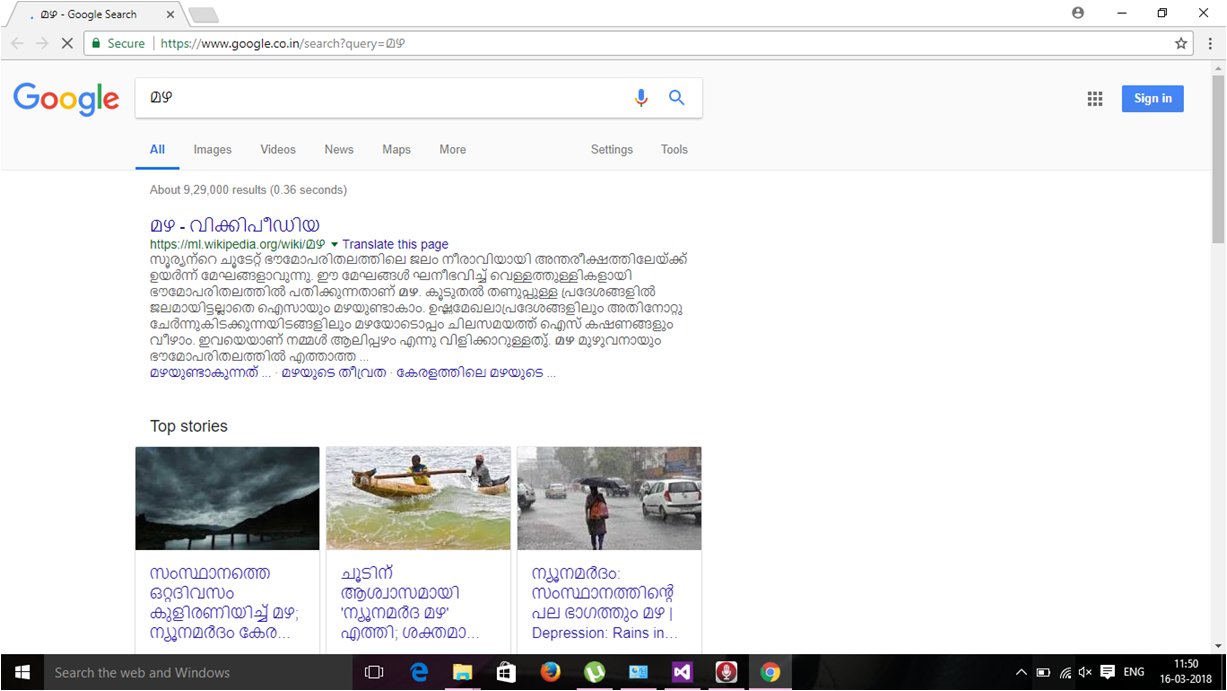 മഴ - Google Search
Secure
https://www.google.co.in/search?query=മഴ
Google
മഴ
Sign in
All
Images
Videos
News
Maps
More
Settings
Tools
About 9,29,000 results (0.36 seconds)
മഴ - വിക്കിപീഡിയ
https://ml.wikipedia.org/wiki/മഴ Translate this page
സൂര്യന്റെ ചൂടേറ്റ് ഭൗമോപരിതലത്തിലെ ജലം നീരാവിയായി അന്തരീക്ഷത്തിലേയ്ക്ക്
ഉയർന്ന് മേഘങ്ങളാവുന്നു. ഈ മേഘങ്ങൾ ഘനീഭവിച്ച് വെള്ളത്തുള്ളികളായി
ഭൗമോപരിതലത്തിൽ പതിക്കുന്നതാണ് മഴ. കൂടുതൽ തണുപ്പുള്ള പ്രദേശങ്ങളിൽ
ജലമായിട്ടല്ലാതെ ഐസായും മഴയുണ്ടാകാം. ഉഷ്ണമേഖലാപ്രദേശങ്ങളിലും അതിനോറ്റു
ചേർന്നുകിടക്കുന്നയിടങ്ങളിലും മഴയോടൊപ്പം ചിലസമയത്ത് ഐസ് കഷണങ്ങളും
വീഴാം. ഇവയെയാണ് നമ്മൾ ആലിപ്പഴം എന്നു വിളിക്കാറുള്ളതു്. മഴ മുഴുവനായും
ഭൗമോപരിതലത്തിൽ എത്താത്ത ...
മഴയുണ്ടാകുന്നത് ... · മഴയുടെ തീവ്രത · കേരളത്തിലെ മഴയുടെ ...
Top stories
സംസ്ഥാനത്തെ
ഒറ്റദിവസം
കുളിരണിയിച്ച് മഴ;
ന്യൂനമർദം കേര...
ചൂടിന്
ആശ്വാസമായി
'ന്യൂനമർദ മഴ'
എത്തി; ശക്തമാ...
ന്യൂനമർദം:
സംസ്ഥാനത്തിന്റെ
പല ഭാഗത്തും മഴ |
Depression: Rains in...
Search the web and Windows
ENG
11:50
16-03-2018